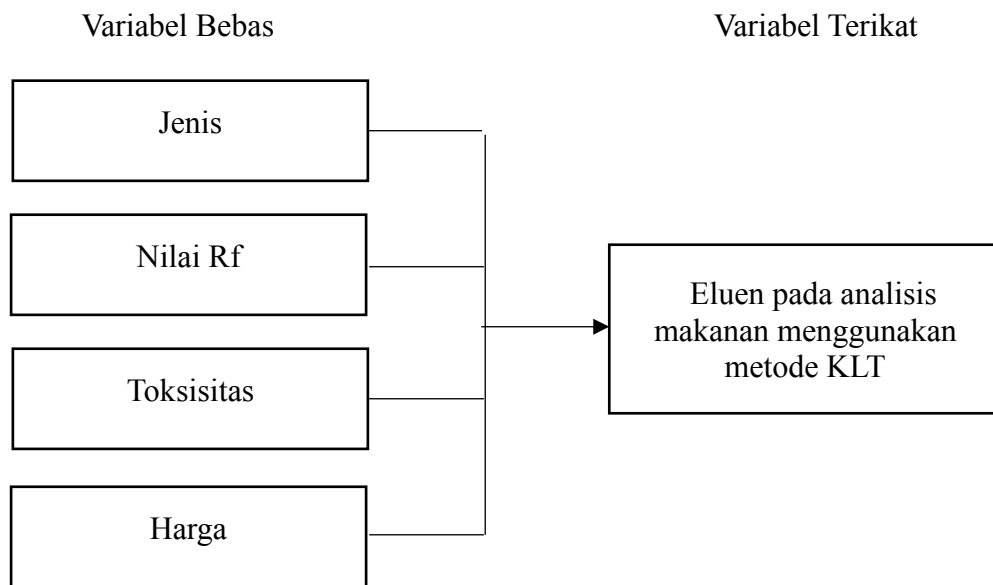 Variabel Bebas
Variabel Terikat
Jenis
Nilai Rf
Toksisitas
Harga
Eluen pada analisis
makanan menggunakan
metode KLT